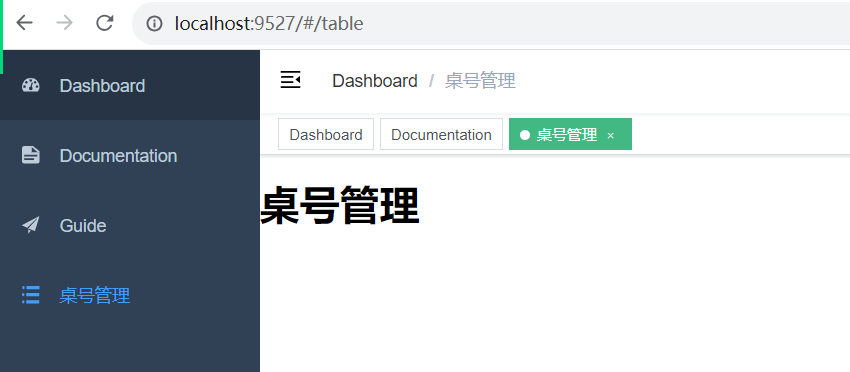 localhost:9527/#/table
Dashboard
Documentation
Guide
桌号管理
Dashboard / 桌号管理
Dashboard Documentation 桌号管理 ×
桌号管理